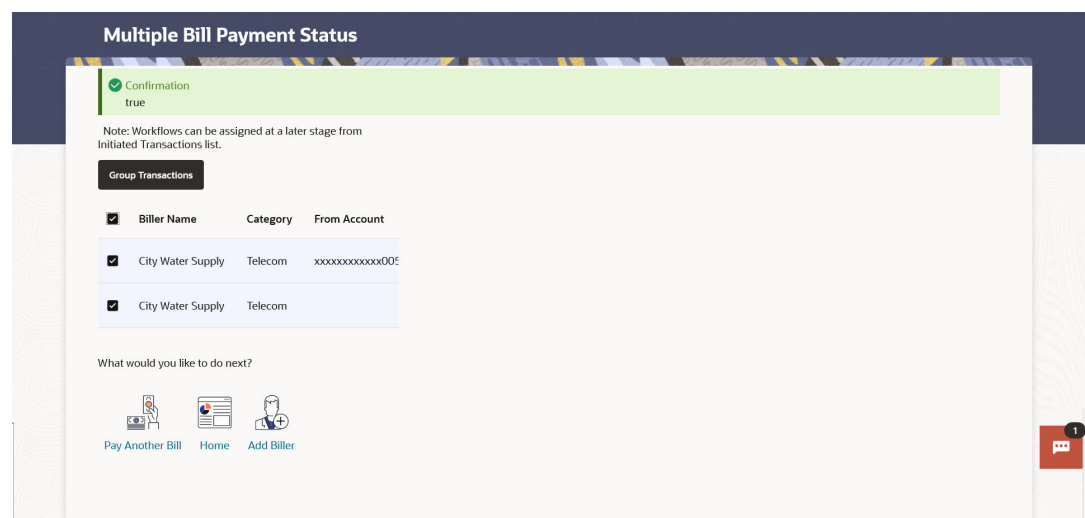 Multiple Bill Payment Status
Confirmation
true
Note: Workflows can be assigned at a later stage from
Initiated Transactions list.
Group Transactions
Biller Name Category From Account
City Water Supply Telecom xxxxxxxxxxxx005
City Water Supply Telecom
What would you like to do next?
Pay Another Bill Home Add Biller
1